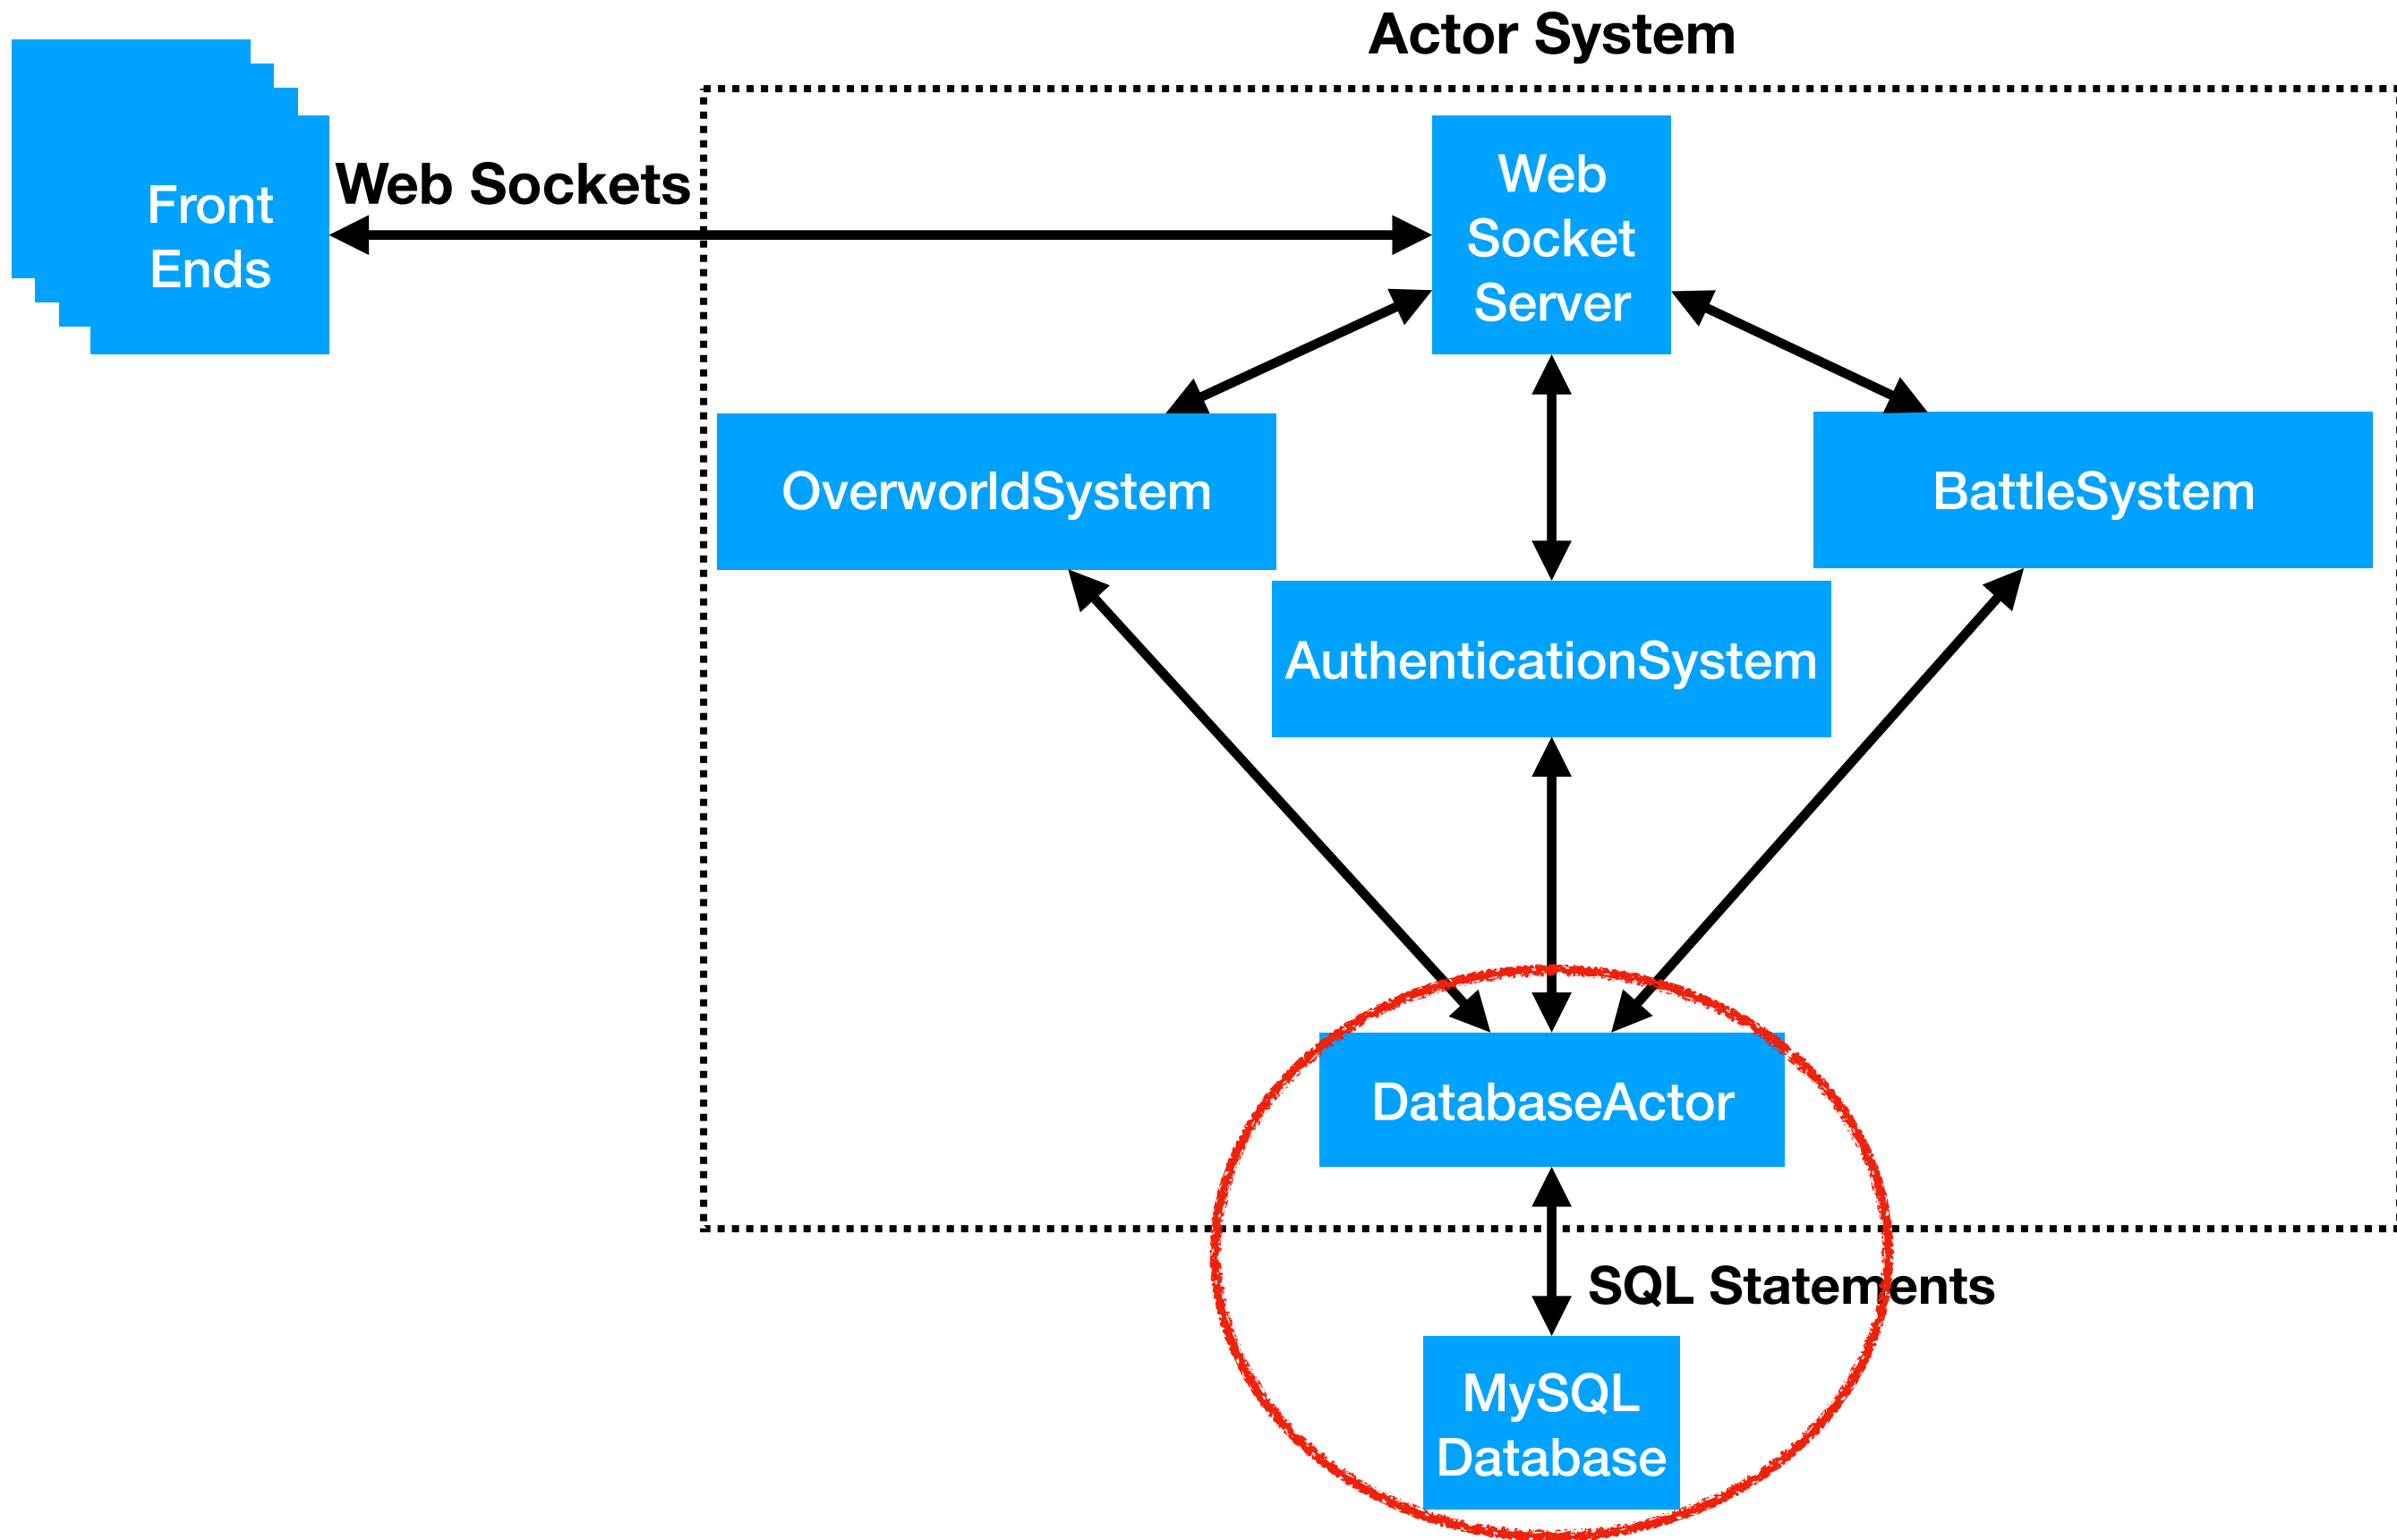 Actor System
Front
Ends
Web Sockets
Web
Socket
Server
OverworldSystem
BattleSystem
AuthenticationSystem
DatabaseActor
SQL Statements
MySQL
Database